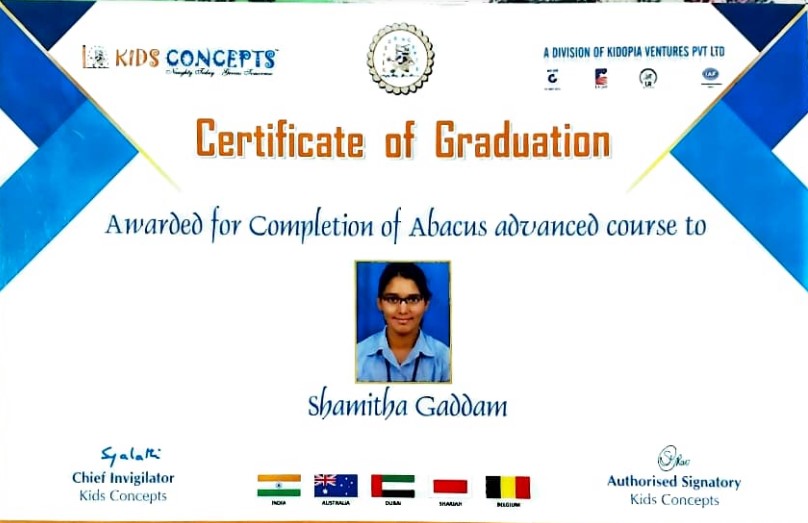 KIDS CONCEPTS
Naughty Today Genius Tomorrow
A DIVISION OF KIDOPIA VENTURES PVT LTD
Certificate of Graduation
Awarded for Completion of Abacus advanced course to
Shamitha Gaddam
Chief Invigilator
Kids Concepts
INDIA
AUSTRALIA
DUBAI
SHARJAH
BELGIUM
Authorised Signatory
Kids Concepts